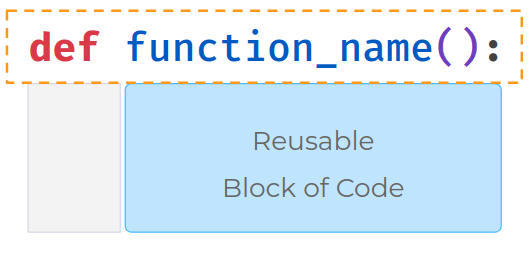 def function_name():
Reusable
Block of Code